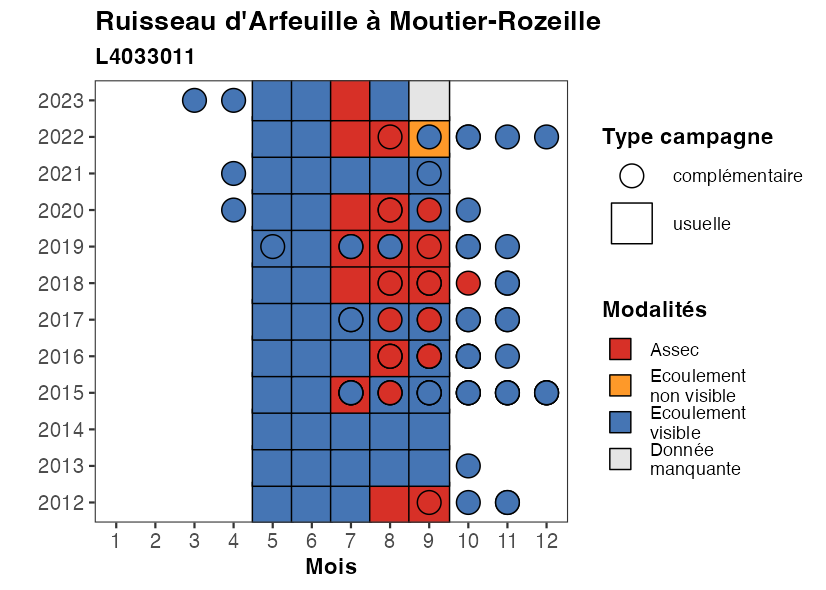 Ruisseau d'Arfeuille à Moutier-Rozeille
L4033011
2023
2022
2021
2020
2019
2018
2017
2016
2015
2014
2013
2012
1 2 3 4 5 6 7 8 9 10 11 12
Mois
Type campagne
complémentaire
usuelle
Modalités
Assec
Ecoulement
non visible
Ecoulement
visible
Donnée
manquante